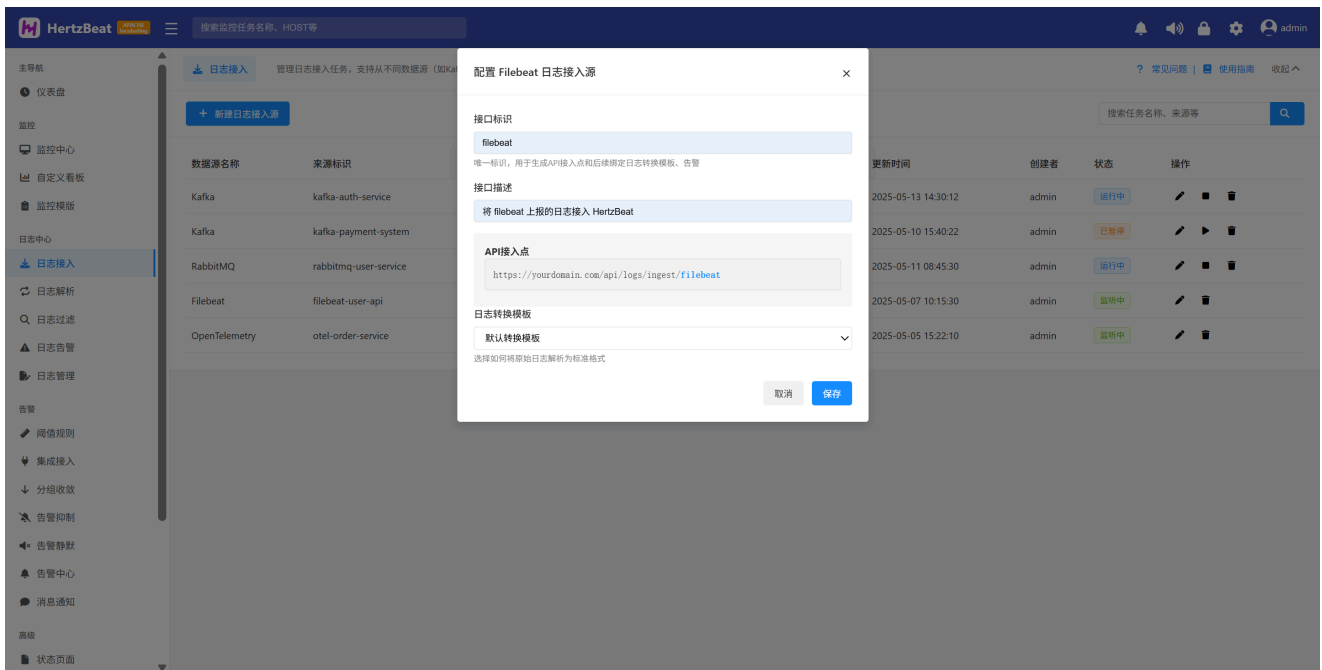 HertzBeat APACHE incubating
搜索监控任务名称、HOST等
admin
主导航
仪表盘
监控
监控中心
自定义看板
监控模版
日志中心
日志接入
日志解析
日志过滤
日志告警
日志管理
告警
阈值规则
集成接入
分组收敛
告警抑制
告警静默
告警中心
消息通知
高级
状态页面
日志接入
管理日志接入任务，支持从不同数据源（如Kaf
? 常见问题 | 使用指南 收起
+ 新建日志接入源
搜索任务名称、来源等
数据源名称 来源标识 更新时间 创建者 状态 操作
Kafka kafka-auth-service 2025-05-13 14:30:12 admin 运行中
Kafka kafka-payment-system 2025-05-10 15:40:22 admin 已暂停
RabbitMQ rabbitmq-user-service 2025-05-11 08:45:30 admin 运行中
Filebeat filebeat-user-api 2025-05-07 10:15:30 admin 监听中
OpenTelemetry otel-order-service 2025-05-05 15:22:10 admin 监听中
配置 Filebeat 日志接入源 ×
接口标识
filebeat
唯一标识，用于生成API接入点和后续绑定日志转换模板、告警
接口描述
将 filebeat 上报的日志接入 HertzBeat
API接入点
https://yourdomain.com/api/logs/ingest/filebeat
日志转换模板
默认转换模板
选择如何将原始日志解析为标准格式
取消 保存